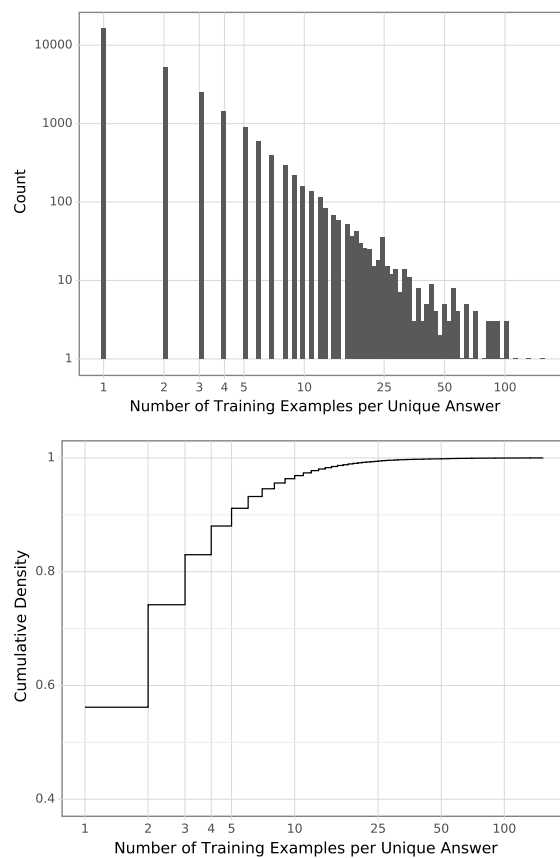 10000
1000
100
10
1
Count
1 2 3 4 5 10 25 50 100
Number of Training Examples per Unique Answer
1
0.8
0.6
0.4
Cumulative Density
1 2 3 4 5 10 25 50 100
Number of Training Examples per Unique Answer